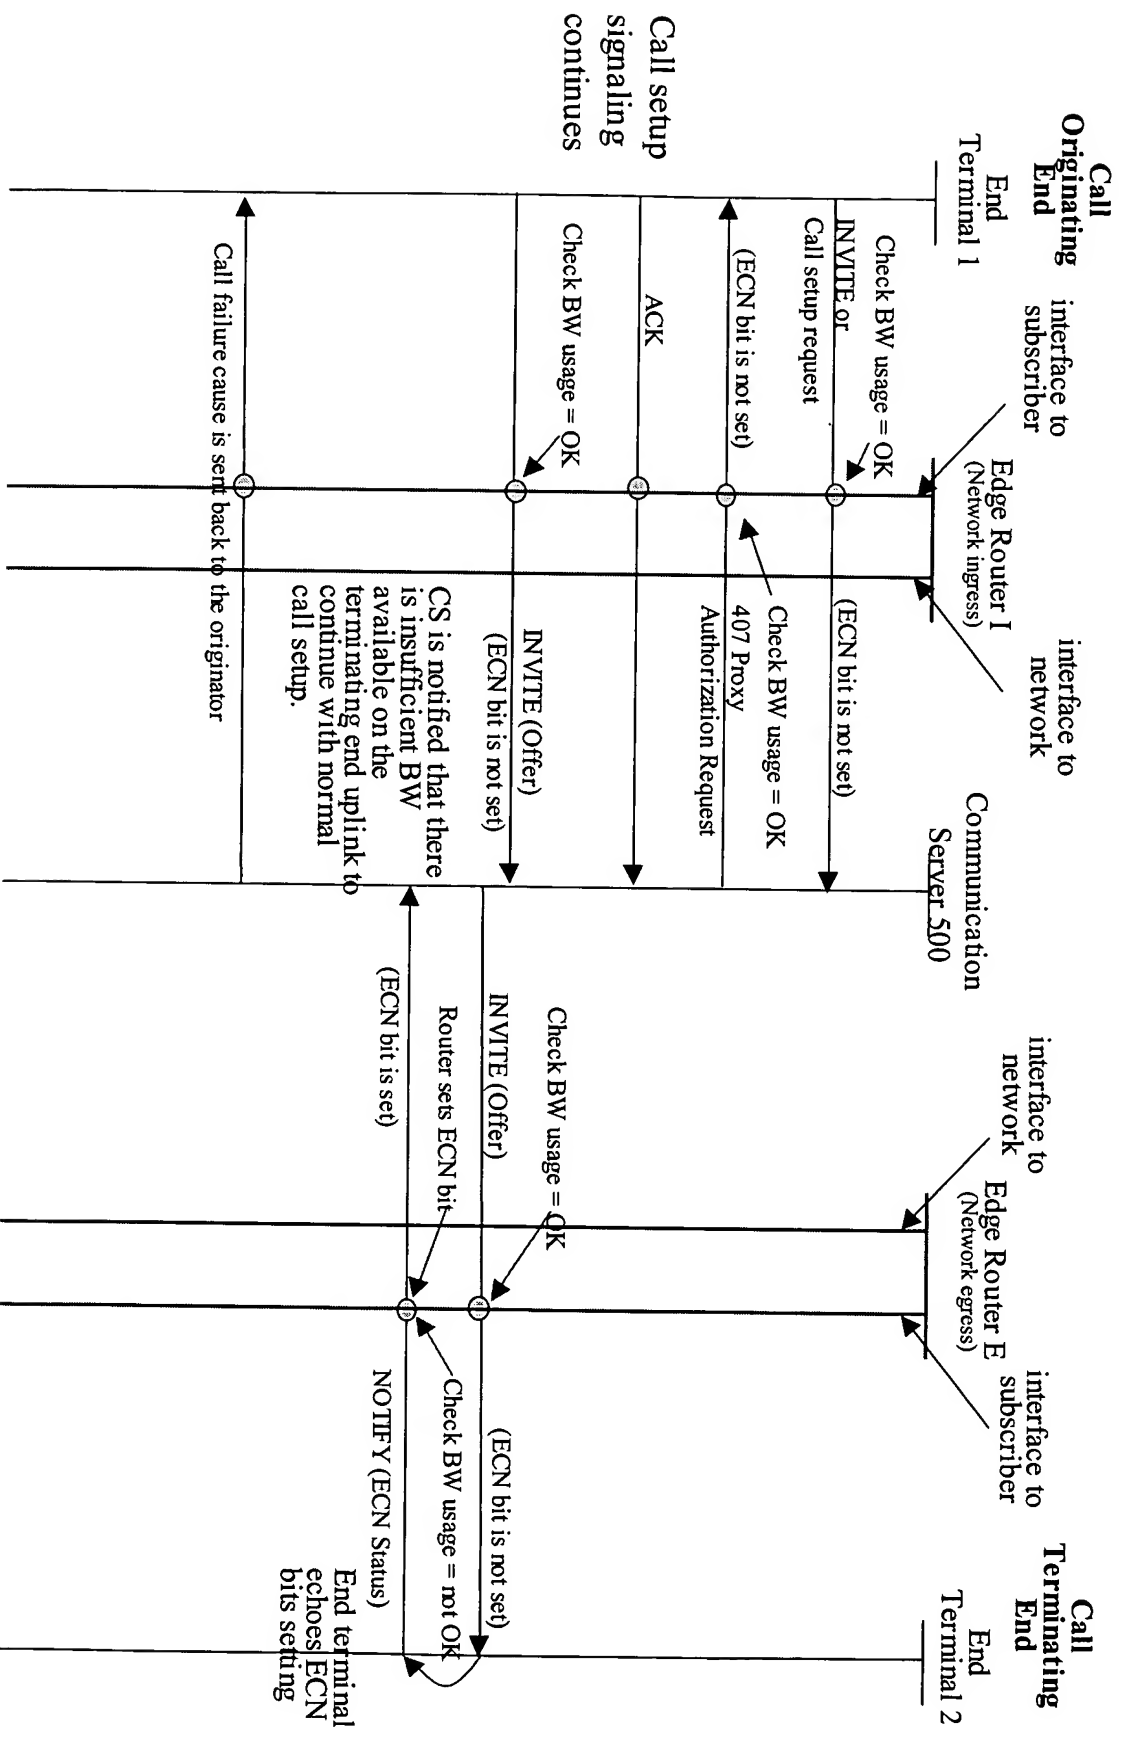 Call
Originating
End
End
Terminal 1
interface to
subscriber
Edge Router I
(Network ingress)
interface to
network
Communication
Server 500
interface to
network
Edge Router E
(Network egress)
interface to
subscriber
Call
Terminating
End
End
Terminal 2
Check BW usage = OK
INVITE or
Call setup request
(ECN bit is not set)
Check BW usage = OK
(ECN bit is not set)
407 Proxy
Authorization Request
Call setup
signaling
continues
ACK
Check BW usage = OK
INVITE (Offer)
(ECN bit is not set)
Check BW usage = OK
INVITE (Offer)
(ECN bit is not set)
Router sets ECN bit
Check BW usage = not OK
(ECN bit is set)
NOTIFY (ECN Status)
End terminal
echoes ECN
bits setting
CS is notified that there
is insufficient BW
available on the
terminating end uplink to
continue with normal
call setup.
Call failure cause is sent back to the originator